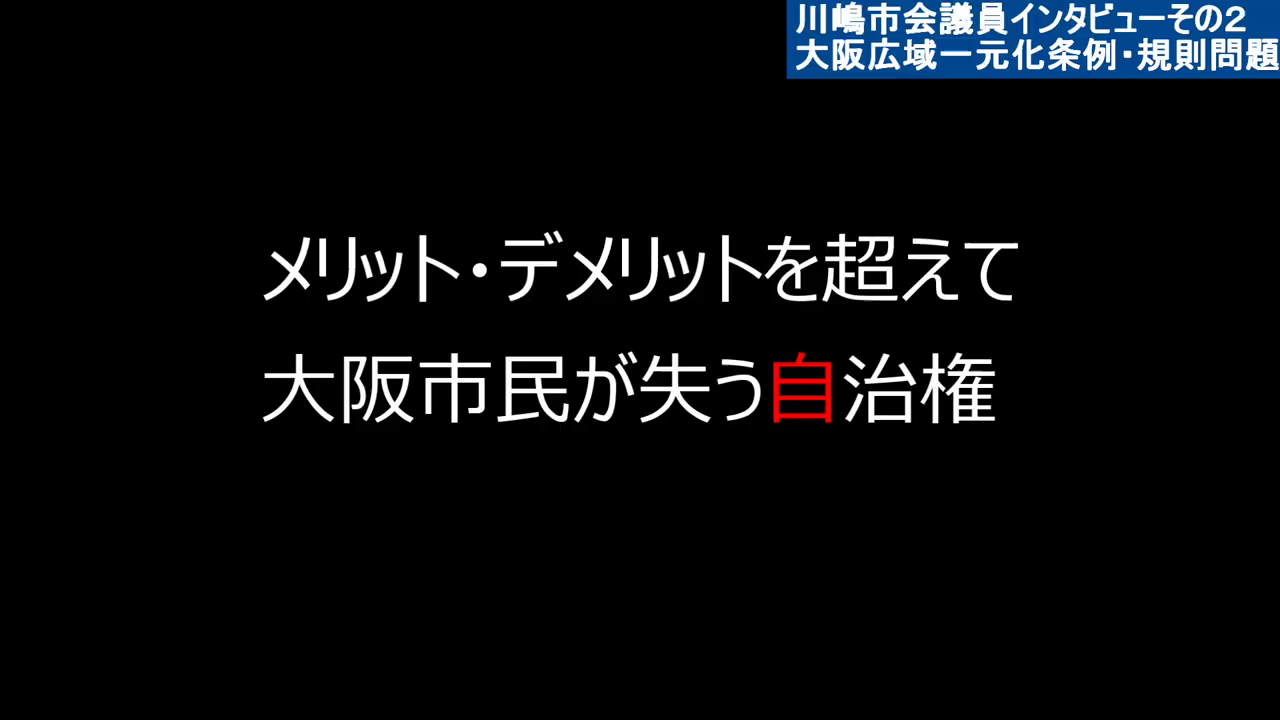 川嶋市会議員インタビューその2
大阪広域一元化条例・規則問題
メリット・デメリットを超えて
大阪市民が失う自治権